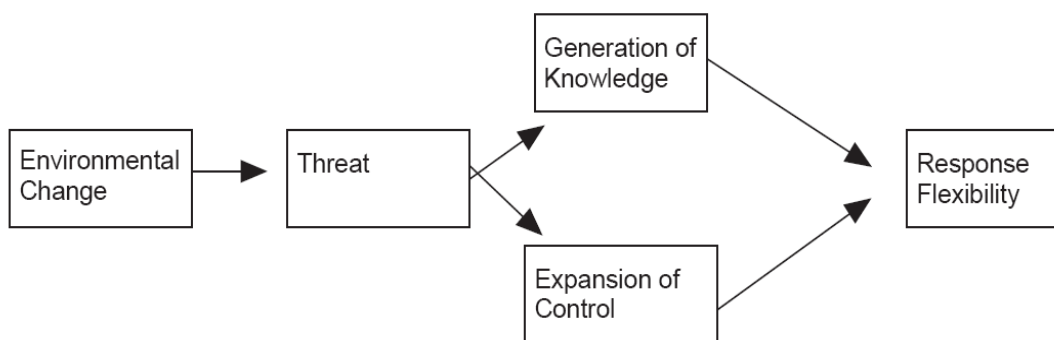 Environmental
Change
Threat
Generation of
Knowledge
Expansion of
Control
Response
Flexibility